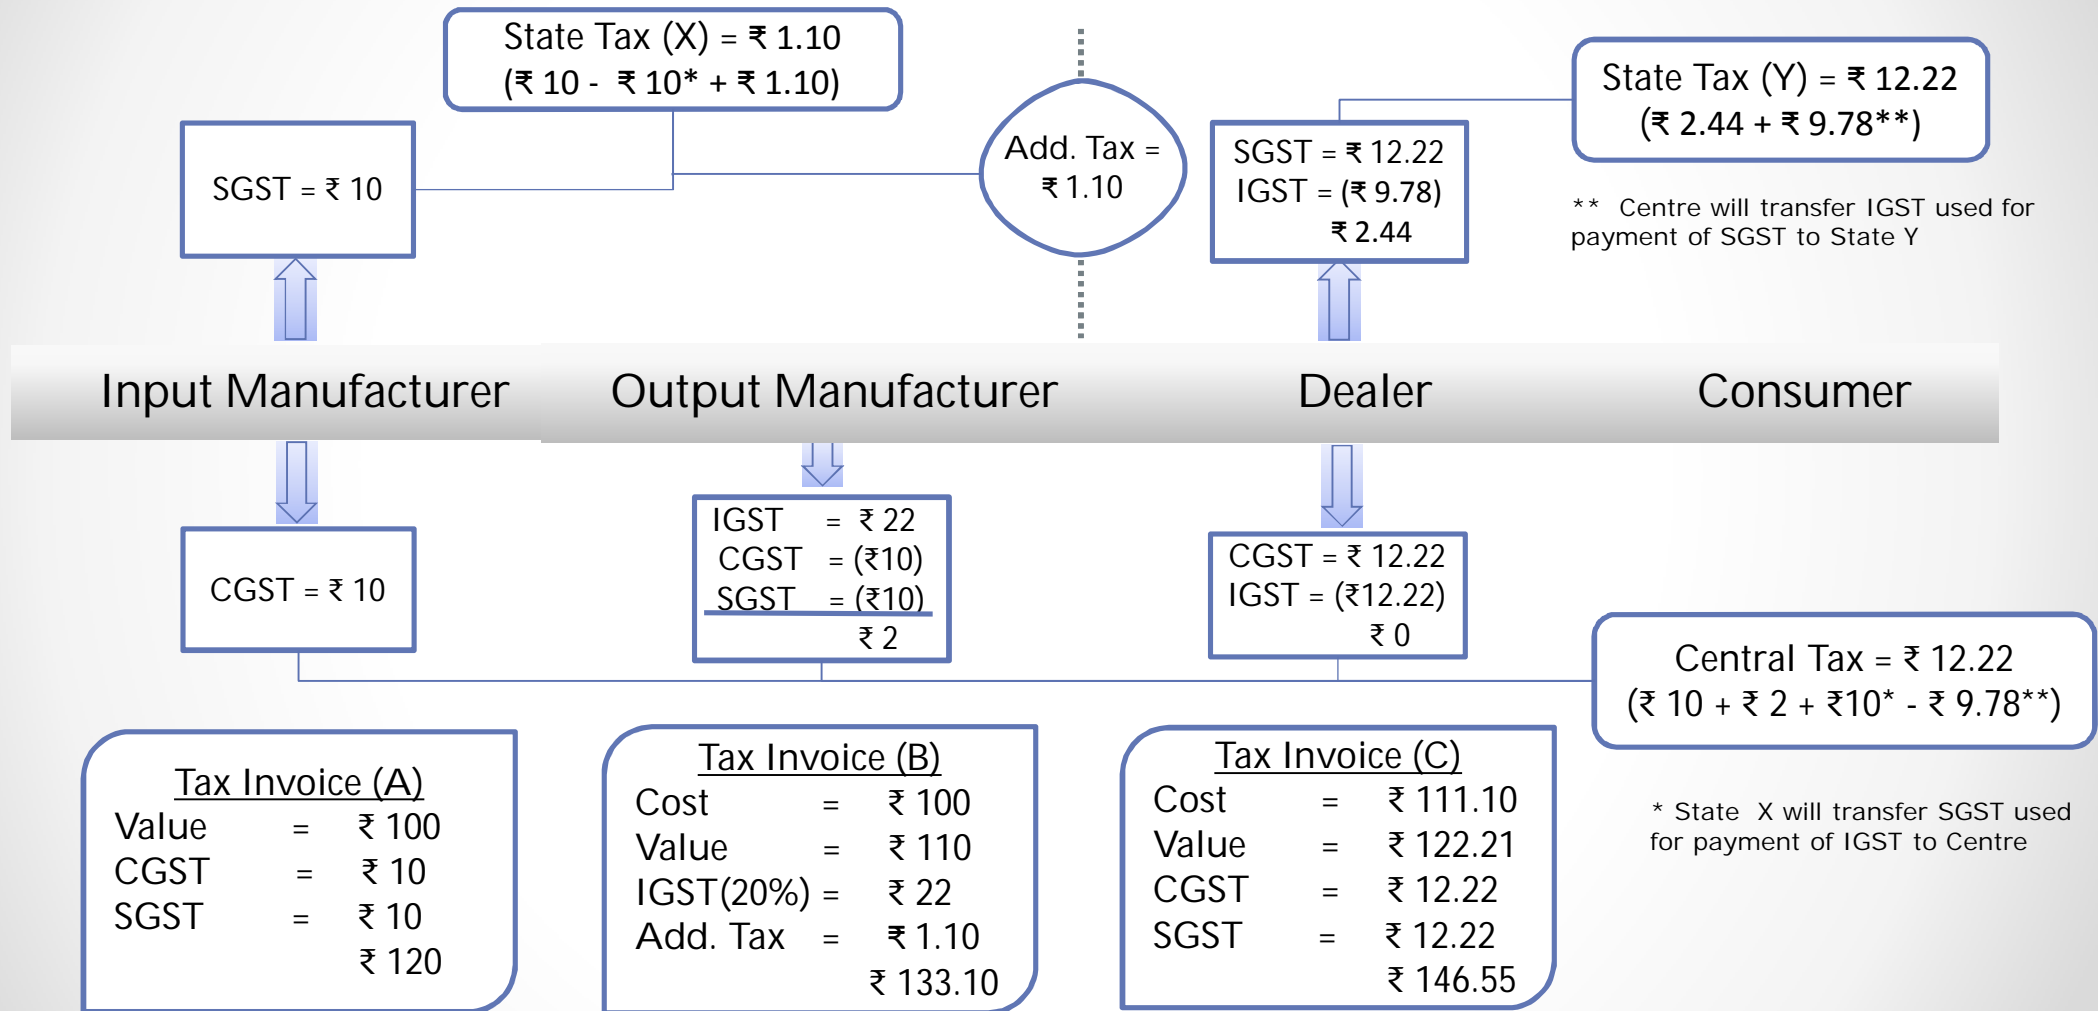 State Tax (X) = ₹ 1.10
(₹ 10 - ₹ 10* + ₹ 1.10)
State Tax (Y) = ₹ 12.22
(₹ 2.44 + ₹ 9.78**)
SGST = ₹ 10
Add. Tax =
₹ 1.10
SGST = ₹ 12.22
IGST = (₹ 9.78)
₹ 2.44
** Centre will transfer IGST used for
payment of SGST to State Y
Input Manufacturer
Output Manufacturer
Dealer
Consumer
CGST = ₹ 10
IGST = ₹ 22
CGST = (₹10)
SGST = (₹10)
₹ 2
CGST = ₹ 12.22
IGST = (₹12.22)
₹ 0
Central Tax = ₹ 12.22
(₹ 10 + ₹ 2 + ₹10* - ₹ 9.78**)
Tax Invoice (A)
Value = ₹ 100
CGST = ₹ 10
SGST = ₹ 10
₹ 120
Tax Invoice (B)
Cost = ₹ 100
Value = ₹ 110
IGST(20%) = ₹ 22
Add. Tax = ₹ 1.10
₹ 133.10
Tax Invoice (C)
Cost = ₹ 111.10
Value = ₹ 122.21
CGST = ₹ 12.22
SGST = ₹ 12.22
₹ 146.55
* State X will transfer SGST used
for payment of IGST to Centre